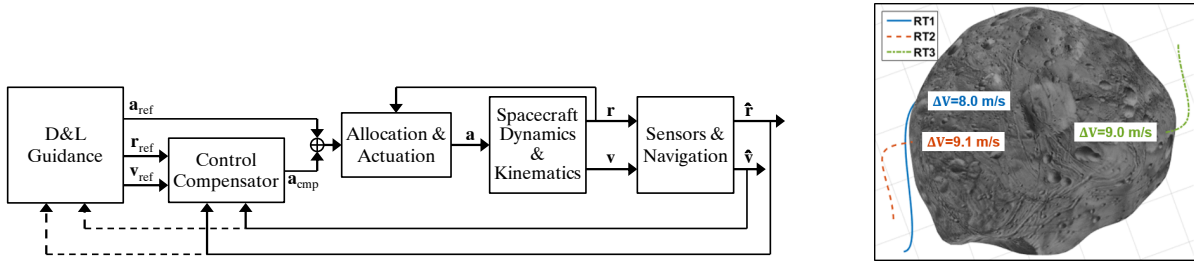 D&L
Guidance
a_ref
r_ref
v_ref
Control
Compensator
a_cmp
Allocation &
Actuation
a
Spacecraft
Dynamics
&
Kinematics
r
v
Sensors &
Navigation
r̂
v̂
RT1
RT2
RT3
ΔV=8.0 m/s
ΔV=9.1 m/s
ΔV=9.0 m/s